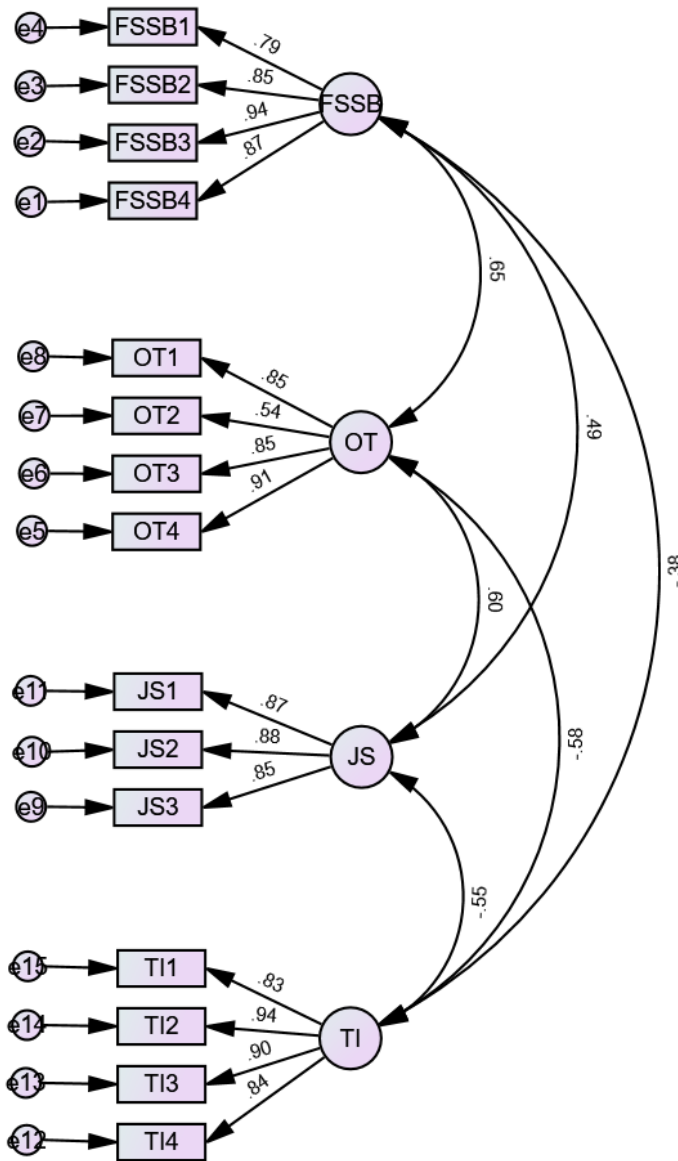 e4
FSSB1
.79
e3
FSSB2
.85
FSSB
e2
FSSB3
.94
e1
FSSB4
.87
.65
.49
-.38
e8
OT1
.85
e7
OT2
.54
OT
e6
OT3
.85
e5
OT4
.91
.60
-.58
e11
JS1
.87
e10
JS2
.88
JS
e9
JS3
.85
-.55
e15
TI1
.83
e14
TI2
.94
TI
e13
TI3
.90
e12
TI4
.84